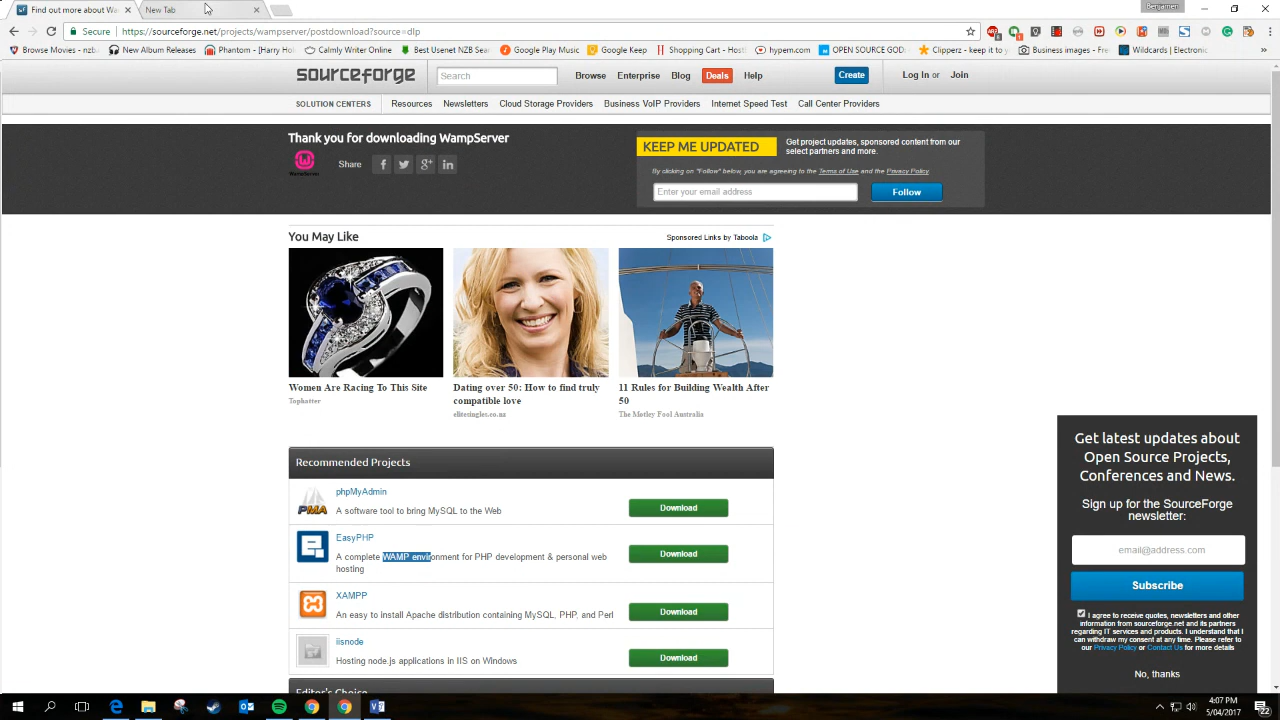 Find out more about Wa
New Tab
Benjamen
Secure
https://sourceforge.net/projects/wampserver/postdownload?source=dlp
Browse Movies - nzb
New Album Releases
Phantom - [Harry Ho
Calmly Writer Online
Best Usenet NZB Sea
Google Play Music
Google Keep
Shopping Cart - Host
hypem.com
OPEN SOURCE GOD
Clipperz - keep it to y
Business images - Fr
Wildcards | Electronic
sourceforge
Search
Browse
Enterprise
Blog
Deals
Help
Create
Log In or Join
SOLUTION CENTERS
Resources
Newsletters
Cloud Storage Providers
Business VoIP Providers
Internet Speed Test
Call Center Providers
Thank you for downloading WampServer
WampServer
Share
KEEP ME UPDATED
Get project updates, sponsored content from our
select partners and more.
By clicking on "Follow" below, you are agreeing to the Terms of Use and the Privacy Policy.
Enter your email address
Follow
You May Like
Sponsored Links by Taboola
Women Are Racing To This Site
Tophatter
Dating over 50: How to find truly
compatible love
elitesingles.co.nz
11 Rules for Building Wealth After
50
The Motley Fool Australia
Recommended Projects
phpMyAdmin
A software tool to bring MySQL to the Web
Download
EasyPHP
A complete WAMP environment for PHP development & personal web
hosting
Download
XAMPP
An easy to install Apache distribution containing MySQL, PHP, and Perl
Download
iisnode
Hosting node.js applications in IIS on Windows
Download
Editor's Choice
Get latest updates about
Open Source Projects,
Conferences and News.
Sign up for the SourceForge
newsletter:
email@address.com
Subscribe
I agree to receive quotes, newsletters and other
information from sourceforge.net and its partners
regarding IT services and products. I understand that I
can withdraw my consent at any time. Please refer to
our Privacy Policy or Contact Us for more details
No, thanks
4:07 PM
5/04/2017
22